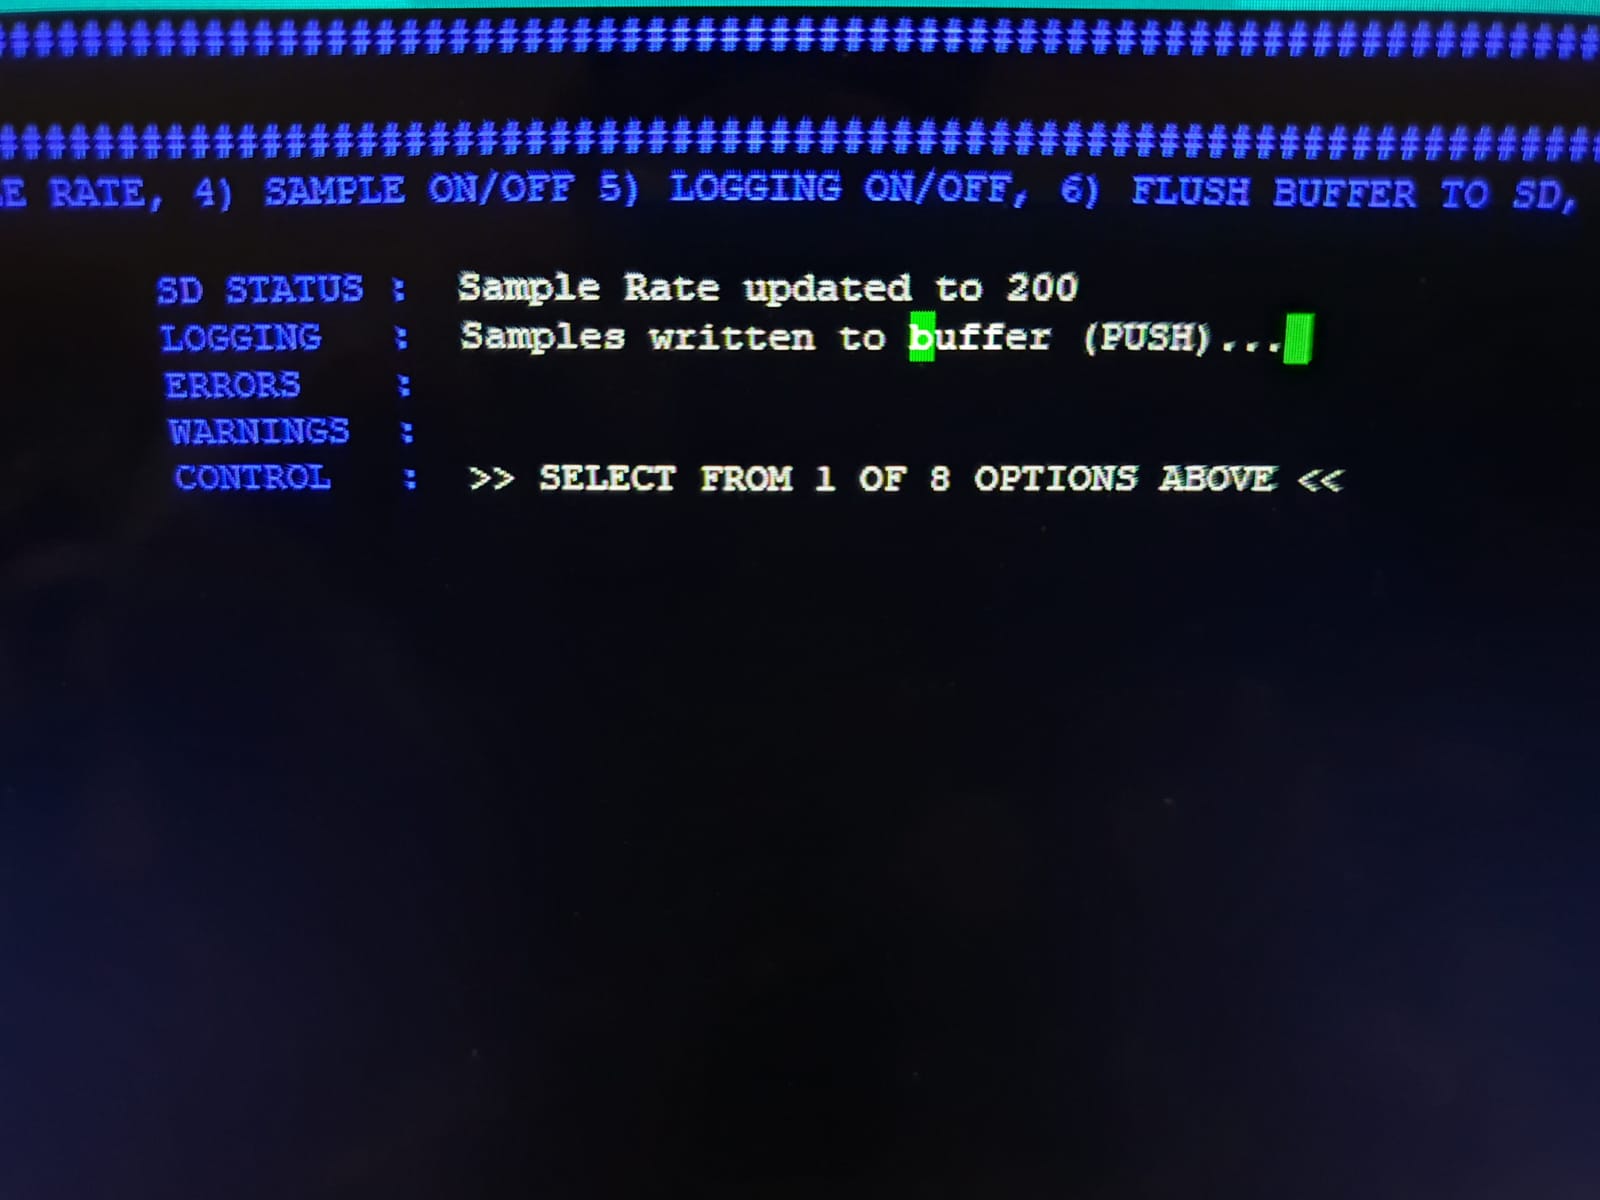 ##################################################################
##################################################################
E RATE, 4) SAMPLE ON/OFF 5) LOGGING ON/OFF, 6) FLUSH BUFFER TO SD,
SD STATUS : Sample Rate updated to 200
LOGGING : Samples written to buffer (PUSH)...
ERRORS :
WARNINGS :
CONTROL : >> SELECT FROM 1 OF 8 OPTIONS ABOVE <<